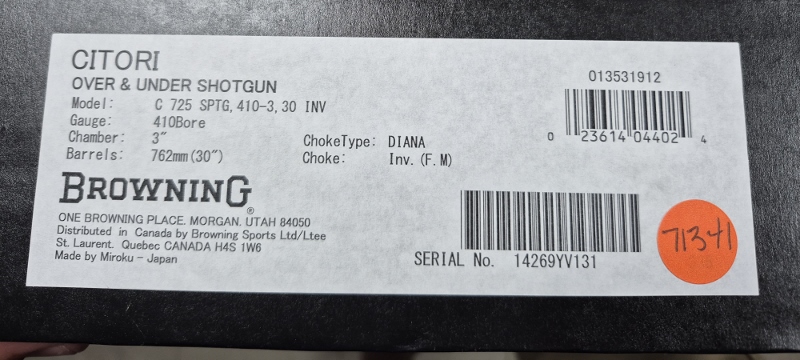 CITORI
OVER & UNDER SHOTGUN
Model: C 725 SPTG, 410-3, 30 INV
Gauge: 410Bore
Chamber: 3"
Barrels: 762mm (30")
ChokeType: DIANA
Choke: Inv. (F. M)
013531912
0 23614 04402 4
BROWNING®
ONE BROWNING PLACE. MORGAN. UTAH 84050
Distributed in Canada by Browning Sports Ltd/Ltee
St. Laurent. Quebec CANADA H4S 1W6
Made by Miroku - Japan
SERIAL No. 14269YV131
71341